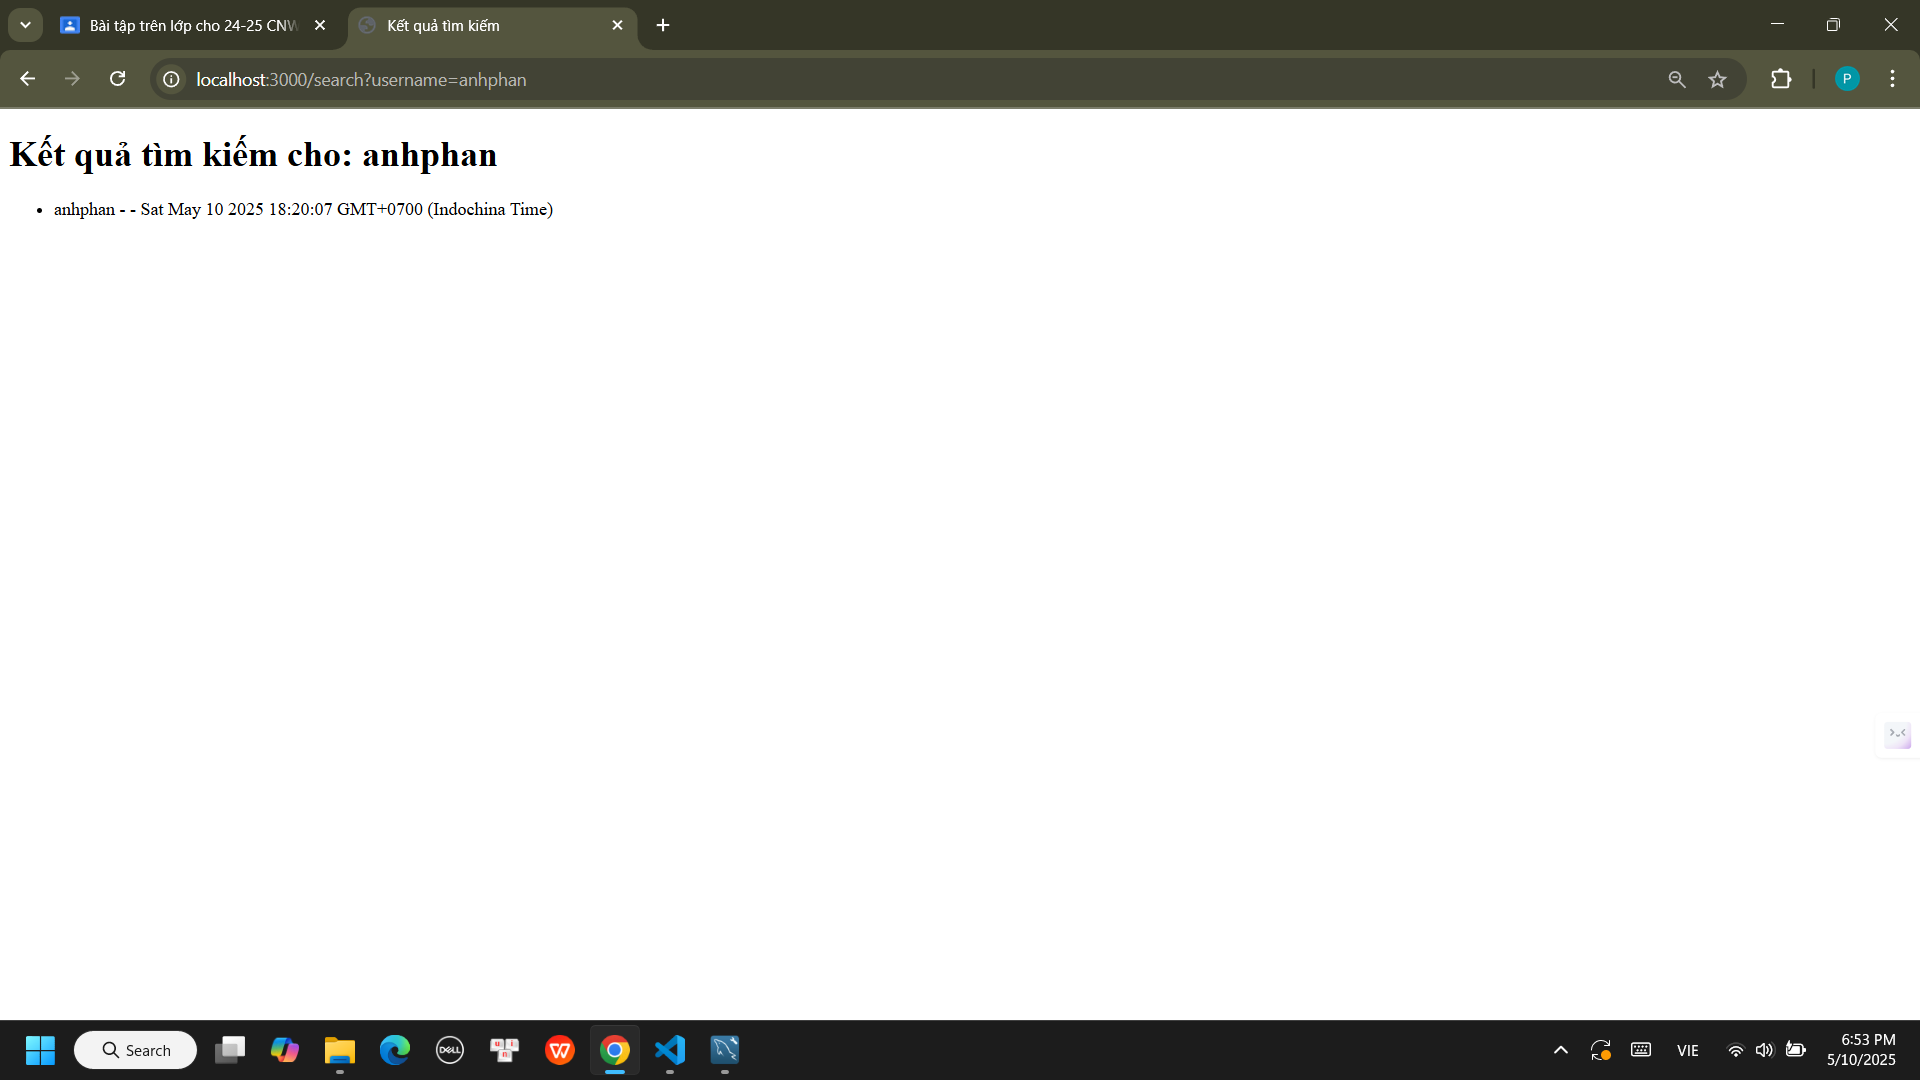 Bài tập trên lớp cho 24-25 CNW
Kết quả tìm kiếm
localhost:3000/search?username=anhphan
P
Kết quả tìm kiếm cho: anhphan
anhphan - - Sat May 10 2025 18:20:07 GMT+0700 (Indochina Time)
Search
DELL
W
VIE
6:53 PM
5/10/2025